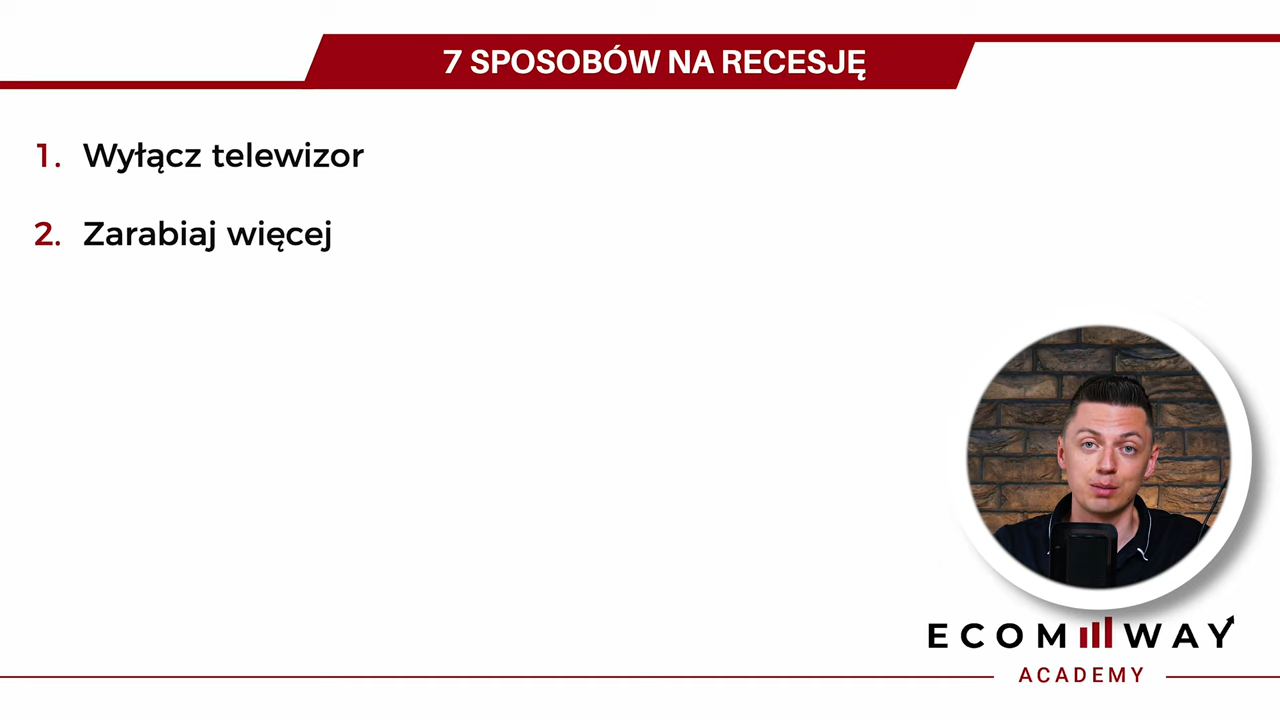 7 SPOSOBÓW NA RECESJĘ
1. Wyłącz telewizor
2. Zarabiaj więcej
ECOM WAY
ACADEMY